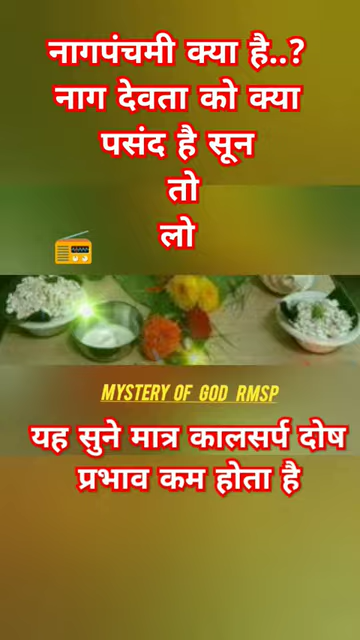 नागपंचमी क्या है..?
नाग देवता को क्या
पसंद है सून
तो
लो
MYSTERY OF GOD RMSP
यह सुने मात्र कालसर्प दोष
प्रभाव कम होता है